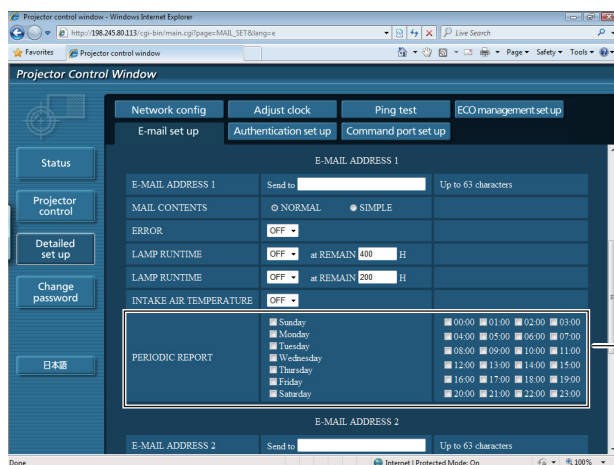 Projector control window - Windows Internet Explorer
http://198.245.80.113/cgi-bin/main.cgi?page=MAIL_SET&lang=e
Live Search
Favorites
Projector control window
Page
Safety
Tools
Projector Control Window
Network config
Adjust clock
Ping test
ECO management set up
E-mail set up
Authentication set up
Command port set up
Status
Projector
control
Detailed
set up
Change
password
日本語
E-MAIL ADDRESS 1
E-MAIL ADDRESS 1 Send to Up to 63 characters
MAIL CONTENTS NORMAL SIMPLE
ERROR OFF
LAMP RUNTIME OFF at REMAIN 400 H
LAMP RUNTIME OFF at REMAIN 200 H
INTAKE AIR TEMPERATURE OFF
PERIODIC REPORT
Sunday
Monday
Tuesday
Wednesday
Thursday
Friday
Saturday
00:00 01:00 02:00 03:00
04:00 05:00 06:00 07:00
08:00 09:00 10:00 11:00
12:00 13:00 14:00 15:00
16:00 17:00 18:00 19:00
20:00 21:00 22:00 23:00
E-MAIL ADDRESS 2
E-MAIL ADDRESS 2 Send to Up to 63 characters
Done
Internet | Protected Mode: On
100%